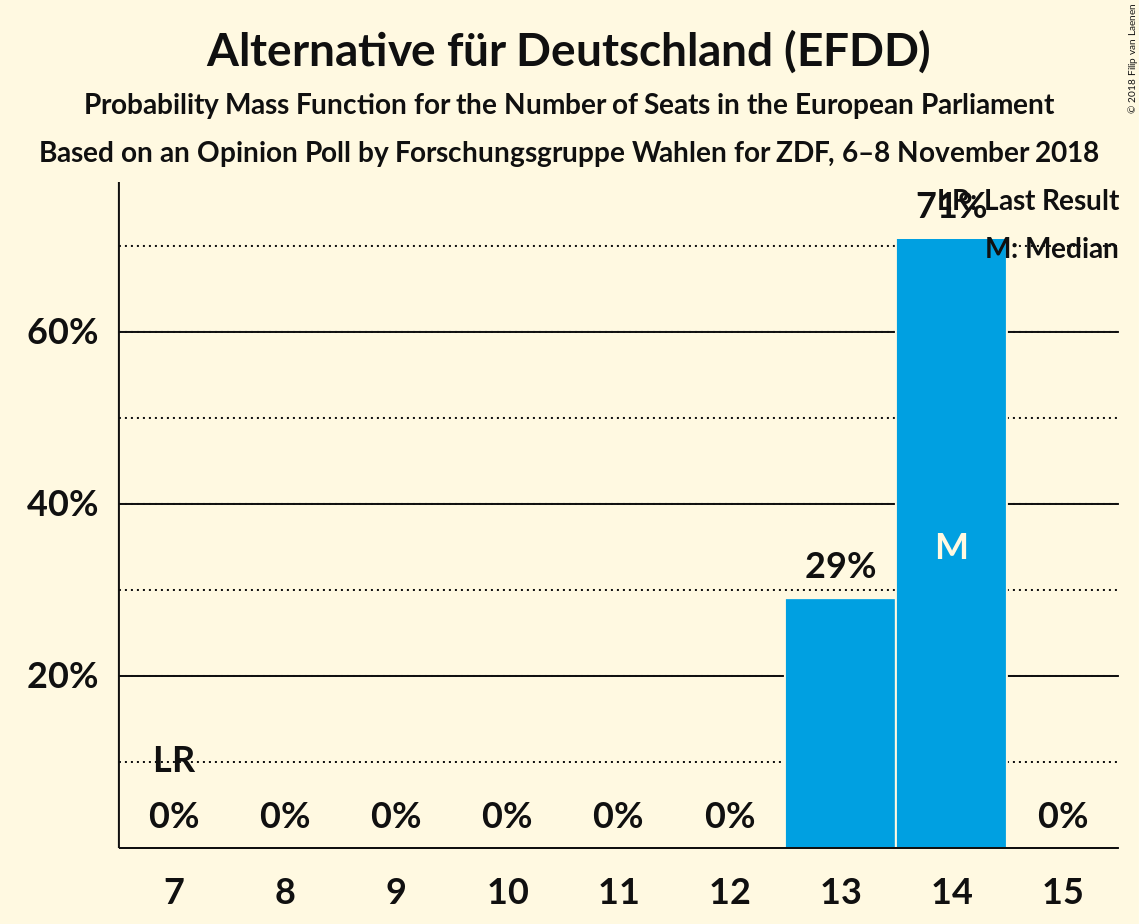 Alternative für Deutschland (EFDD)
Probability Mass Function for the Number of Seats in the European Parliament
Based on an Opinion Poll by Forschungsgruppe Wahlen for ZDF, 6–8 November 2018
© 2018 Filip van Laenen
LR: Last Result
M: Median
71%
60%
40%
20%
29%
M
LR
0%
0%
0%
0%
0%
0%
0%
7
8
9
10
11
12
13
14
15